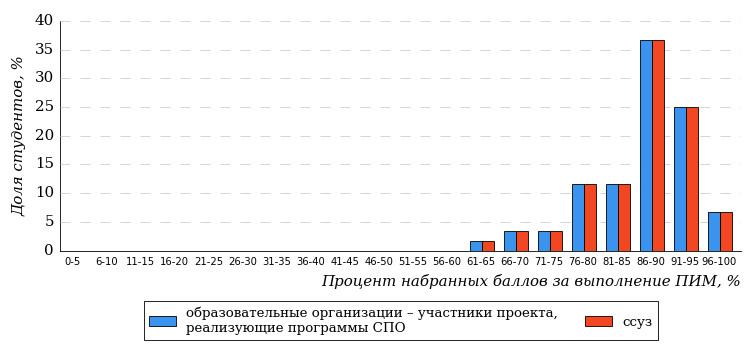 40
35
30
25
20
15
10
5
0
Доля студентов, %
0-5 6-10 11-15 16-20 21-25 26-30 31-35 36-40 41-45 46-50 51-55 56-60 61-65 66-70 71-75 76-80 81-85 86-90 91-95 96-100
Процент набранных баллов за выполнение ПИМ, %
образовательные организации – участники проекта,
реализующие программы СПО
ссуз